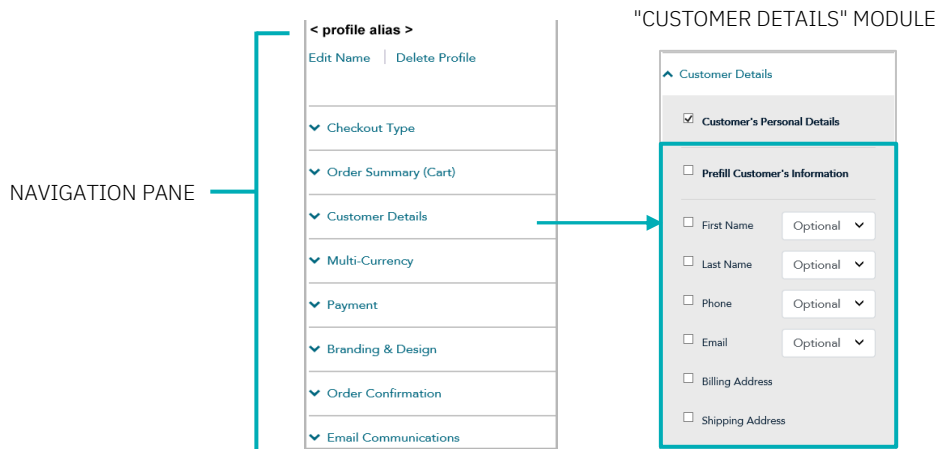 "CUSTOMER DETAILS" MODULE
< profile alias >
Edit Name | Delete Profile
NAVIGATION PANE
Checkout Type
Order Summary (Cart)
Customer Details
Multi-Currency
Payment
Branding & Design
Order Confirmation
Email Communications
Customer Details
Customer's Personal Details
Prefill Customer's Information
First Name Optional
Last Name Optional
Phone Optional
Email Optional
Billing Address
Shipping Address